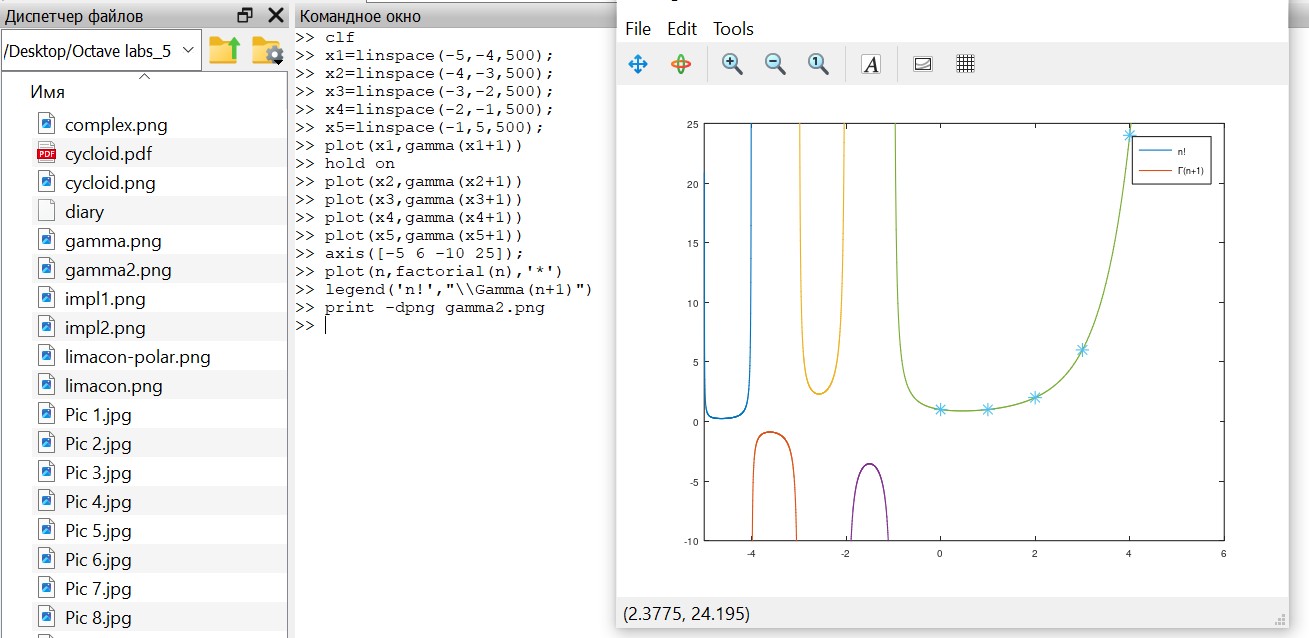 Диспетчер файлов
/Desktop/Octave labs_5
Имя
complex.png
cycloid.pdf
cycloid.png
diary
gamma.png
gamma2.png
impl1.png
impl2.png
limacon-polar.png
limacon.png
Pic 1.jpg
Pic 2.jpg
Pic 3.jpg
Pic 4.jpg
Pic 5.jpg
Pic 6.jpg
Pic 7.jpg
Pic 8.jpg
Командное окно
>> clf
>> x1=linspace(-5,-4,500);
>> x2=linspace(-4,-3,500);
>> x3=linspace(-3,-2,500);
>> x4=linspace(-2,-1,500);
>> x5=linspace(-1,5,500);
>> plot(x1,gamma(x1+1))
>> hold on
>> plot(x2,gamma(x2+1))
>> plot(x3,gamma(x3+1))
>> plot(x4,gamma(x4+1))
>> plot(x5,gamma(x5+1))
>> axis([-5 6 -10 25]);
>> plot(n,factorial(n),'*')
>> legend('n!',"\\Gamma(n+1)")
>> print -dpng gamma2.png
>>
File Edit Tools
A
25
20
15
10
5
0
-5
-10
-4 -2 0 2 4 6
n!
Γ(n+1)
(2.3775, 24.195)